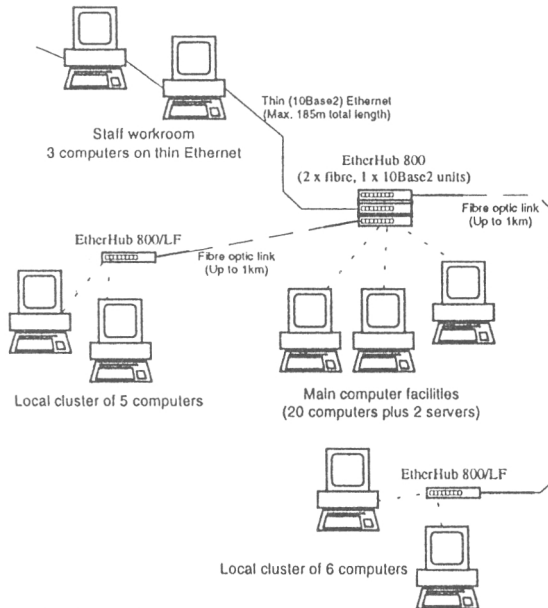 Thin (10Base2) Ethernet
(Max. 185m total length)
Staff workroom
3 computers on thin Ethernet
EtherHub 800
(2 x fibre, 1 x 10Base2 units)
Fibre optic link
(Up to 1km)
EtherHub 800/LF
Fibre optic link
(Up to 1km)
Local cluster of 5 computers
Main computer facilities
(20 computers plus 2 servers)
EtherHub 800/LF
Local cluster of 6 computers